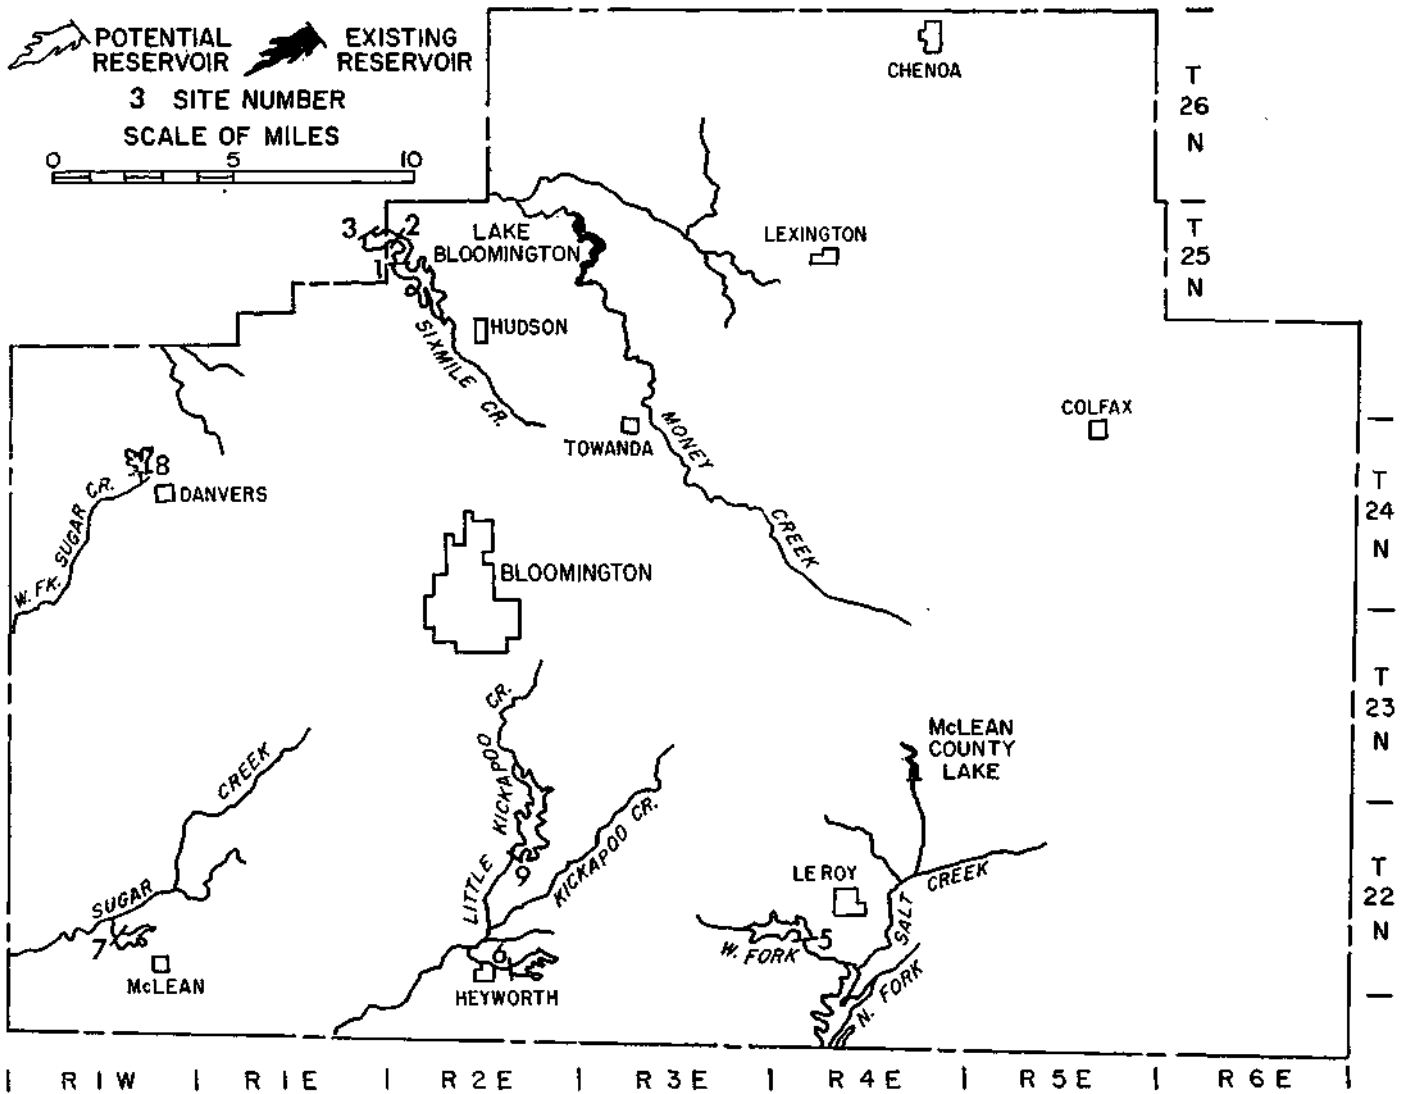 POTENTIAL
RESERVOIR
EXISTING
RESERVOIR
3 SITE NUMBER
SCALE OF MILES
0 5 10
CHENOA
T
26
N
3 2
1
LAKE
BLOOMINGTON
LEXINGTON
T
25
N
HUDSON
SIXMILE CR.
COLFAX
TOWANDA
MONEY
CREEK
8
DANVERS
W. FK. SUGAR CR.
T
24
N
BLOOMINGTON
T
23
N
McLEAN
COUNTY
LAKE
LITTLE KICKAPOO CR.
9
KICKAPOO CR.
SUGAR CREEK
7
McLEAN
6
HEYWORTH
LE ROY
SALT
CREEK
W. FORK
5
N. FORK
T
22
N
R 1 W R 1 E R 2 E R 3 E R 4 E R 5 E R 6 E